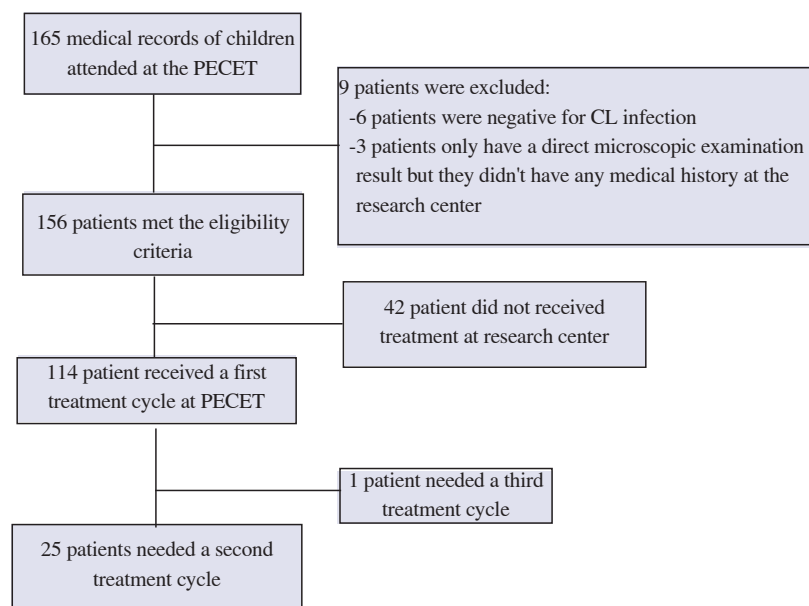 165 medical records of children
attended at the PECET
9 patients were excluded:
-6 patients were negative for CL infection
-3 patients only have a direct microscopic examination
result but they didn't have any medical history at the
research center
156 patients met the eligibility
criteria
42 patient did not received
treatment at research center
114 patient received a first
treatment cycle at PECET
1 patient needed a third
treatment cycle
25 patients needed a second
treatment cycle